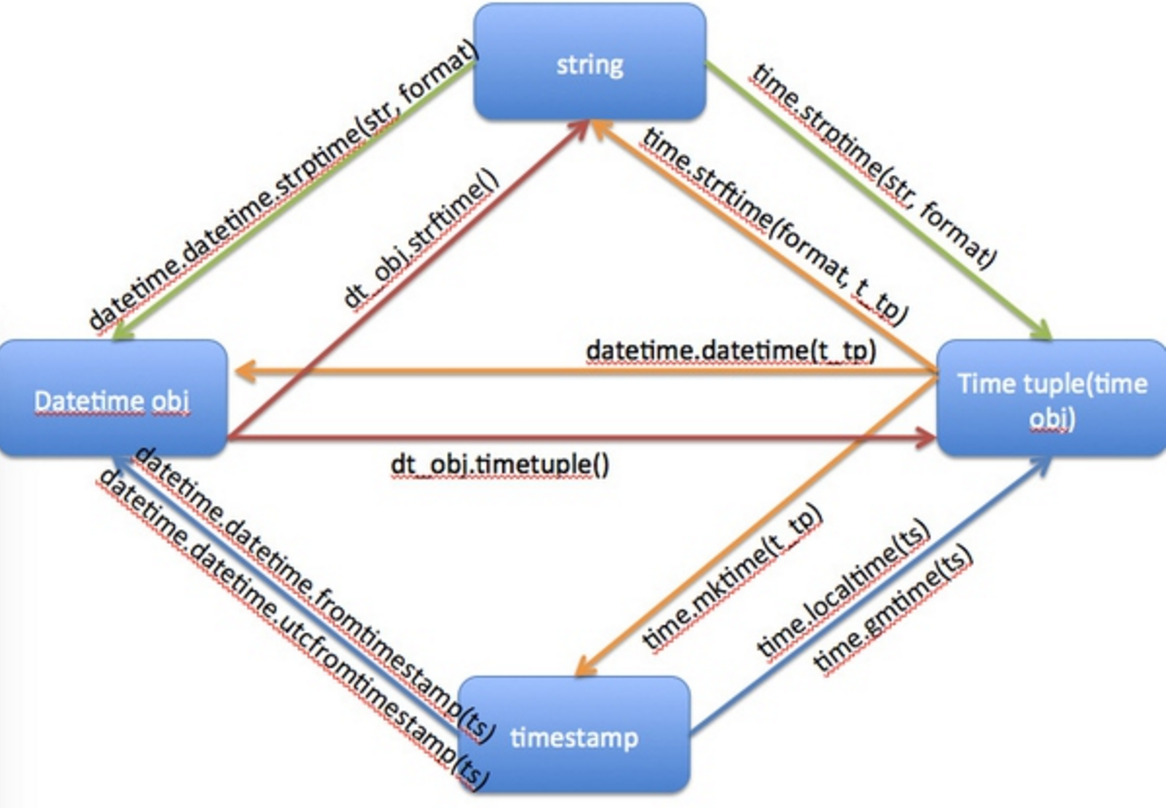 string
datetime.datetime.strptime(str, format)
time.strptime(str, format)
dt_obj.strftime()
time.strftime(format, t_tp)
datetime.datetime(t_tp)
Datetime obj
Time tuple(time
obj)
dt_obj.timetuple()
datetime.datetime.fromtimestamp(ts)
datetime.datetime.utcfromtimestamp(ts)
time.mktime(t_tp)
time.localtime(ts)
time.gmtime(ts)
timestamp